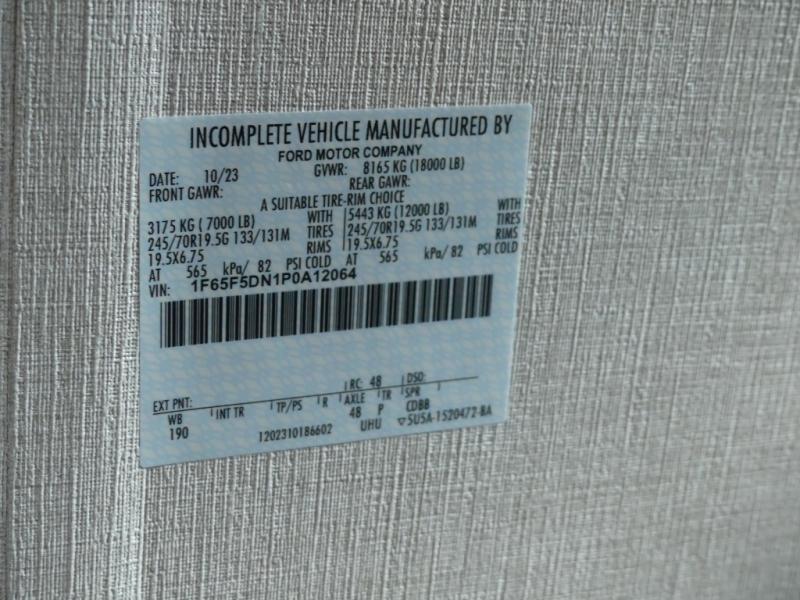 INCOMPLETE VEHICLE MANUFACTURED BY
FORD MOTOR COMPANY
DATE: 10/23 GVWR: 8165 KG (18000 LB)
FRONT GAWR: REAR GAWR:
A SUITABLE TIRE-RIM CHOICE
3175 KG ( 7000 LB) WITH 5443 KG (12000 LB) WITH
245/70R19.5G 133/131M TIRES 245/70R19.5G 133/131M TIRES
19.5X6.75 RIMS 19.5X6.75 RIMS
AT 565 kPa/ 82 PSI COLD AT 565 kPa/ 82 PSI COLD
VIN: 1F65F5DN1P0A12064
EXT PNT: RC: 48 DSO:
WB INT TR TP/PS R AXLE TR SPR
190 48 P CDBB
1202310186602 UHU ▽5U5A-1520472-BA